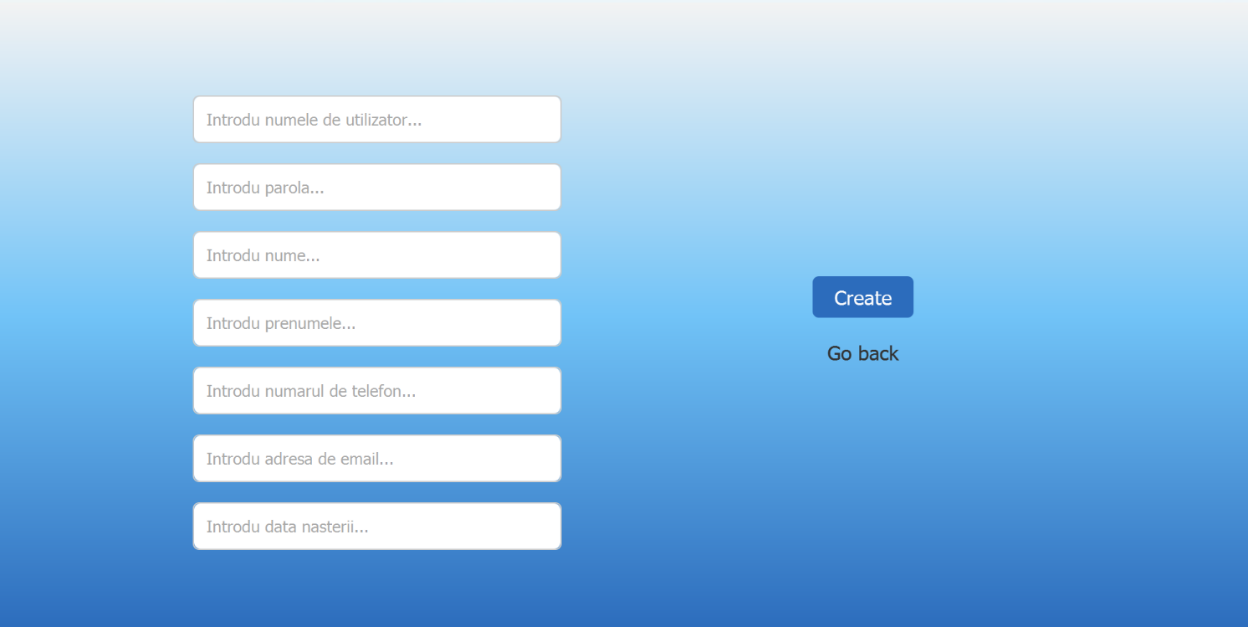 Introdu numele de utilizator...
Introdu parola...
Introdu nume...
Introdu prenumele...
Introdu numarul de telefon...
Introdu adresa de email...
Introdu data nasterii...
Create
Go back